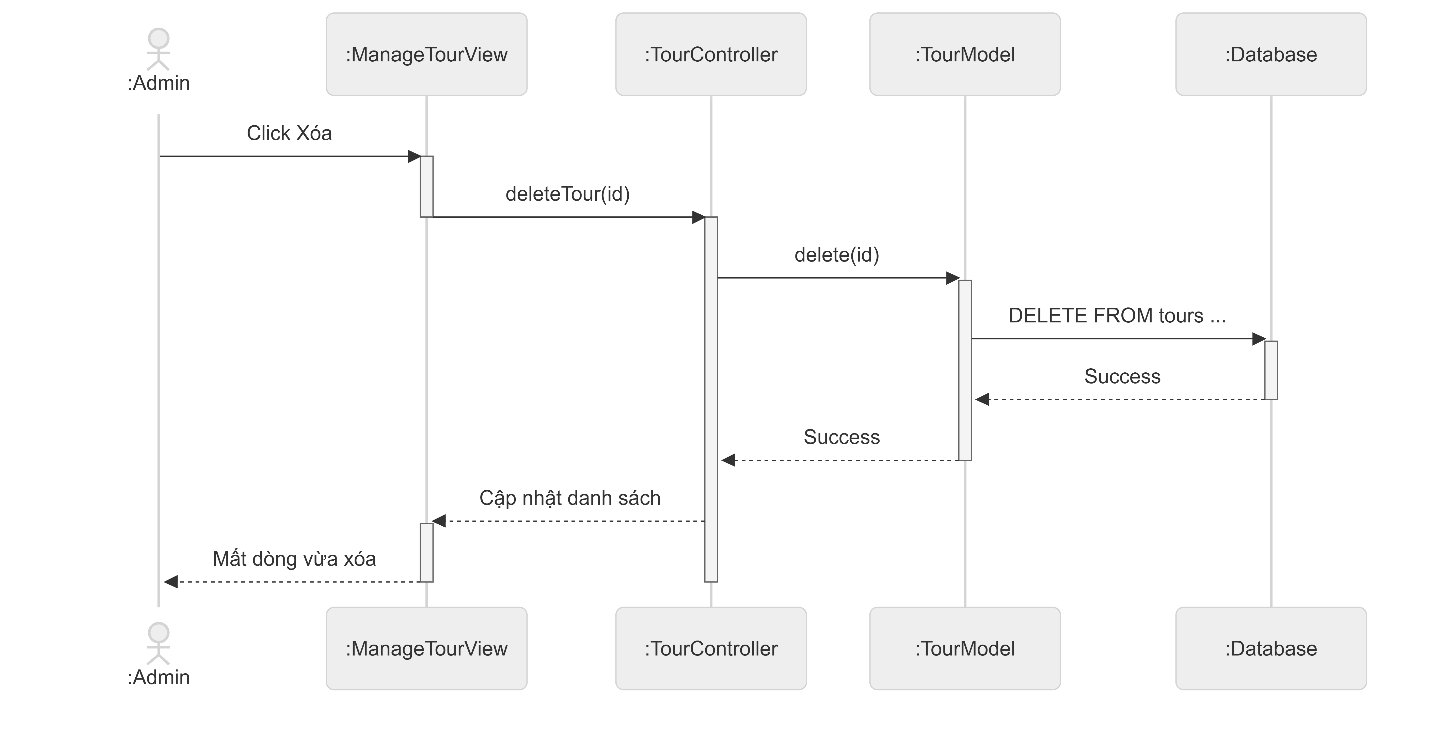 :Admin
:ManageTourView
:TourController
:TourModel
:Database
Click Xóa
deleteTour(id)
delete(id)
DELETE FROM tours ...
Success
Success
Cập nhật danh sách
Mất dòng vừa xóa
:Admin
:ManageTourView
:TourController
:TourModel
:Database